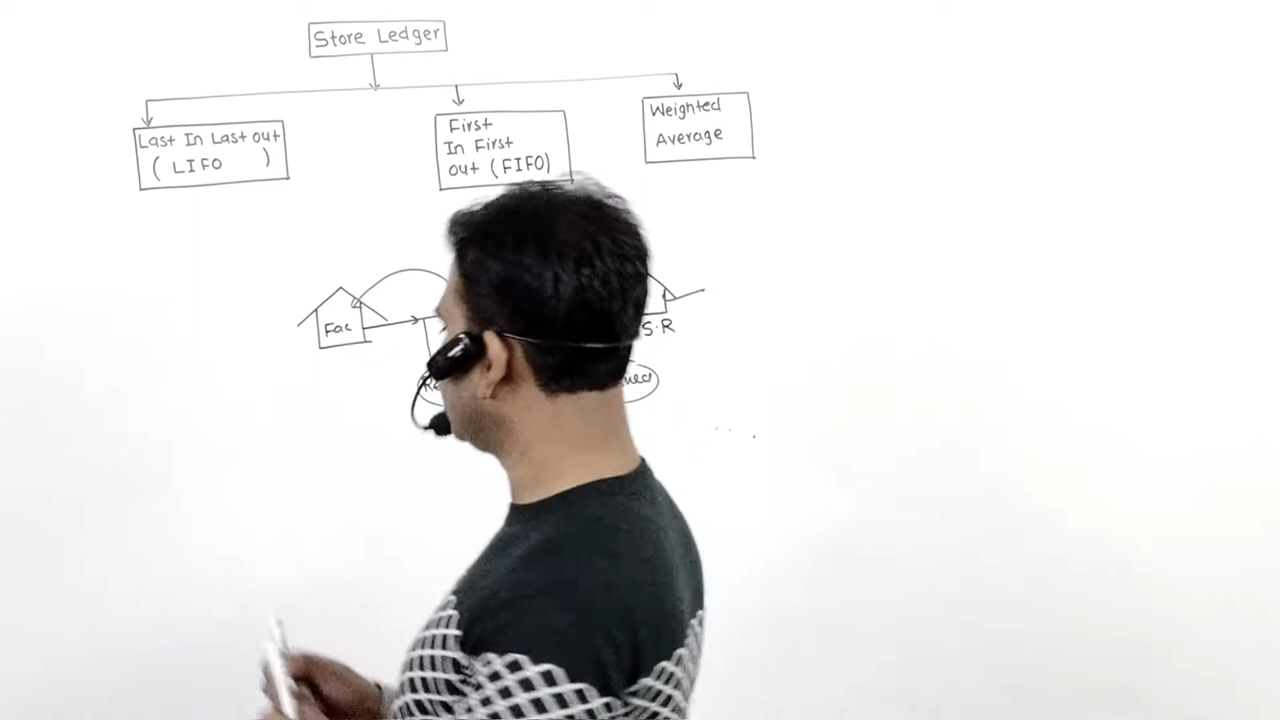 Store Ledger
Last In Last out
( LIFO )
First
In First
out (FIFO)
Weighted
Average
Fac
S.R